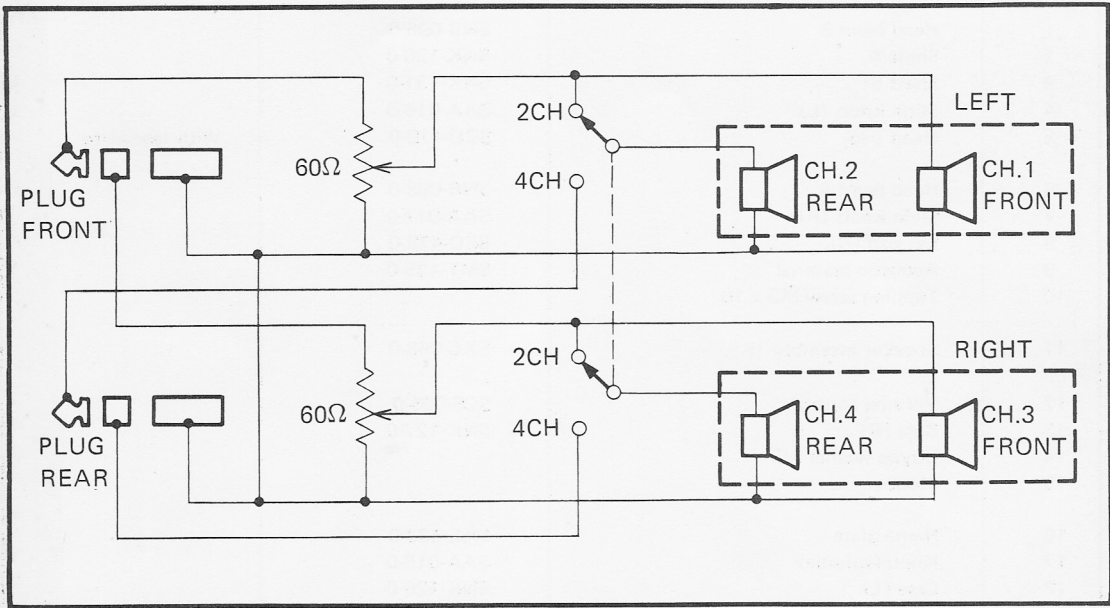 LEFT
2CH
60Ω
4CH
CH.2
REAR
CH.1
FRONT
PLUG
FRONT
RIGHT
2CH
60Ω
4CH
CH.4
REAR
CH.3
FRONT
PLUG
REAR